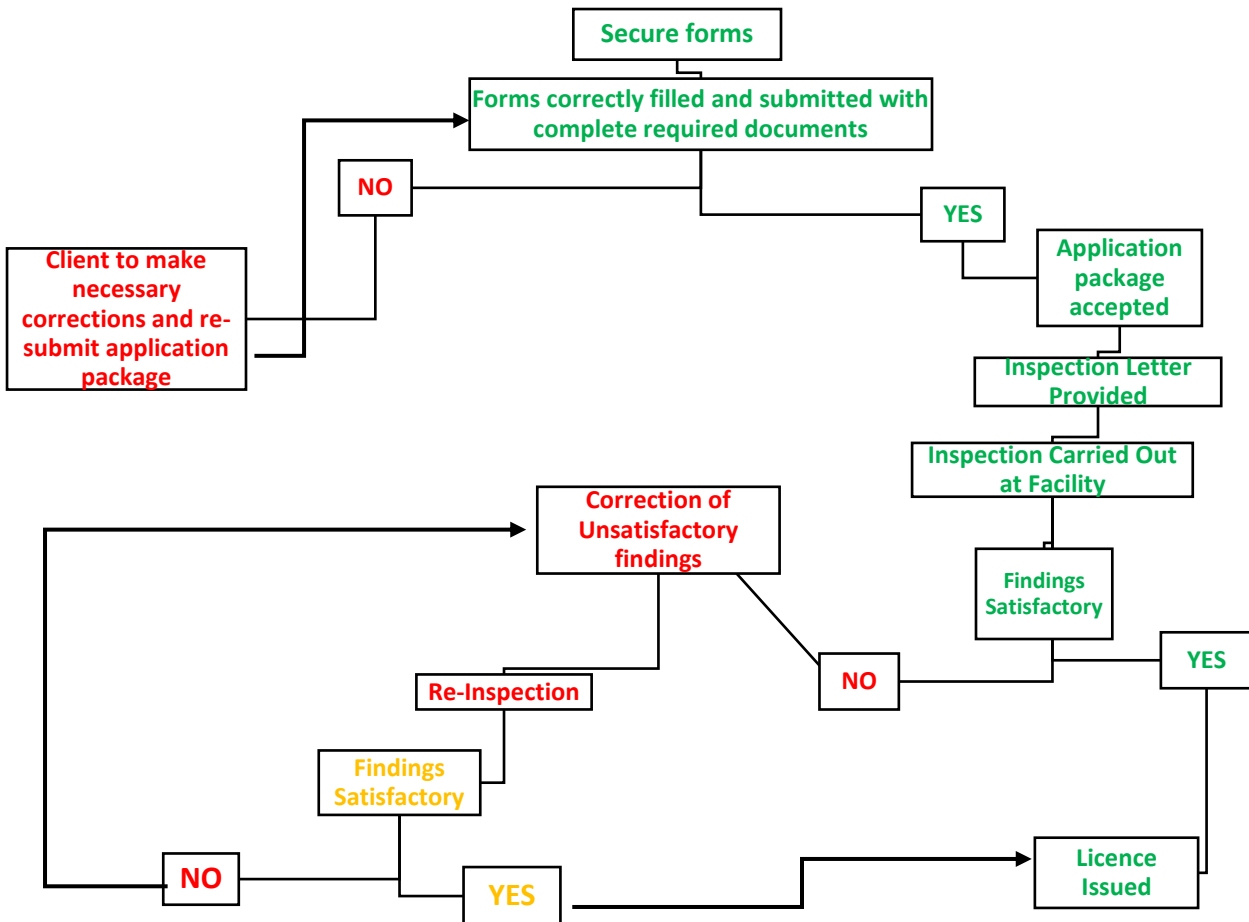 Secure forms
Forms correctly filled and submitted with
complete required documents
NO
YES
Client to make
necessary
corrections and re-
submit application
package
Application
package
accepted
Inspection Letter
Provided
Inspection Carried Out
at Facility
Correction of
Unsatisfactory
findings
Findings
Satisfactory
NO
YES
Re-Inspection
Findings
Satisfactory
NO
YES
Licence
Issued